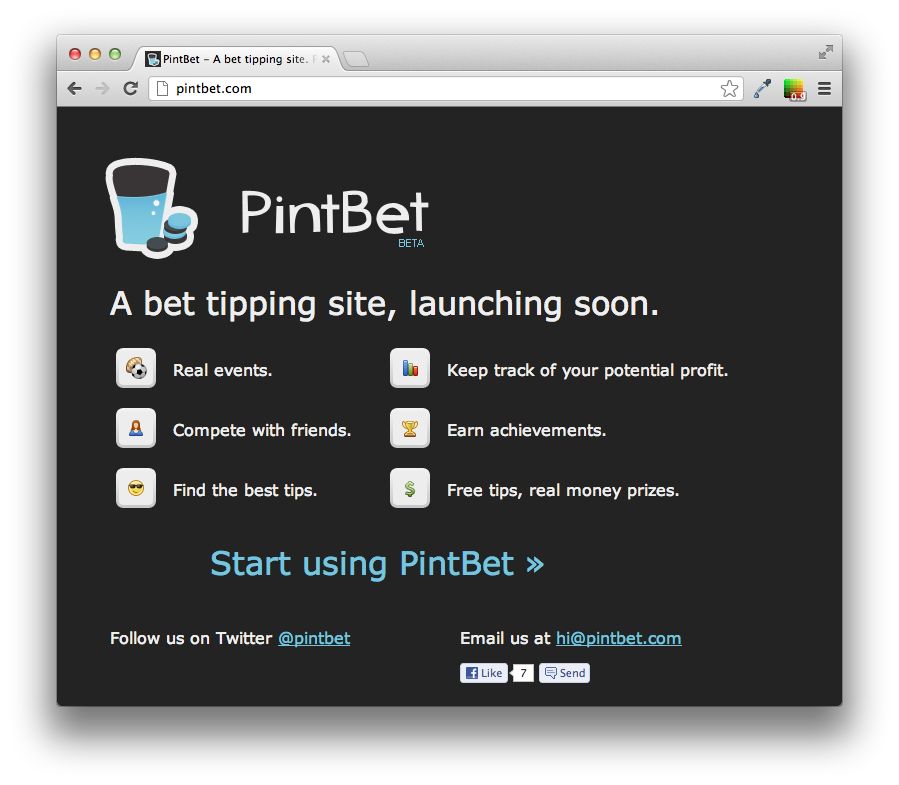 PintBet – A bet tipping site.
pintbet.com
0.9
PintBet
BETA
A bet tipping site, launching soon.
Real events.
Keep track of your potential profit.
Compete with friends.
Earn achievements.
Find the best tips.
Free tips, real money prizes.
Start using PintBet »
Follow us on Twitter @pintbet
Email us at hi@pintbet.com
Like 7 Send